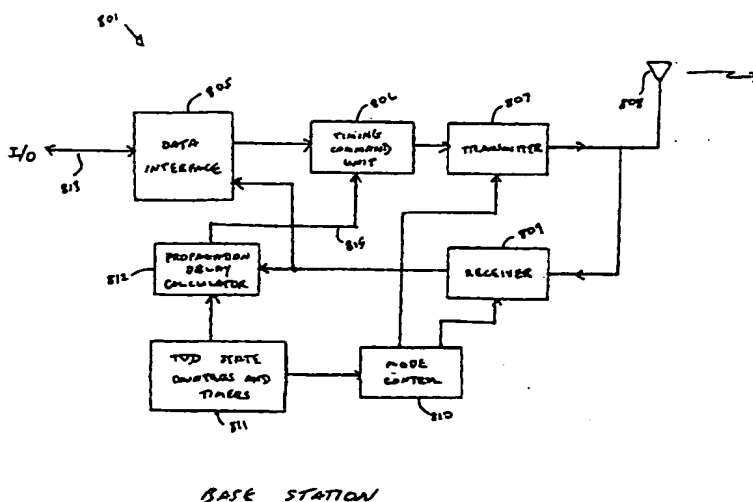 801
805
806
807
808
I/O
813
DATA
INTERFACE
TIMING
COMMAND
UNIT
TRANSMITTER
815
809
812
PROPAGATION
DELAY
CALCULATOR
RECEIVER
TDD STATE
COUNTERS AND
TIMERS
MODE
CONTROL
811
810
BASE STATION